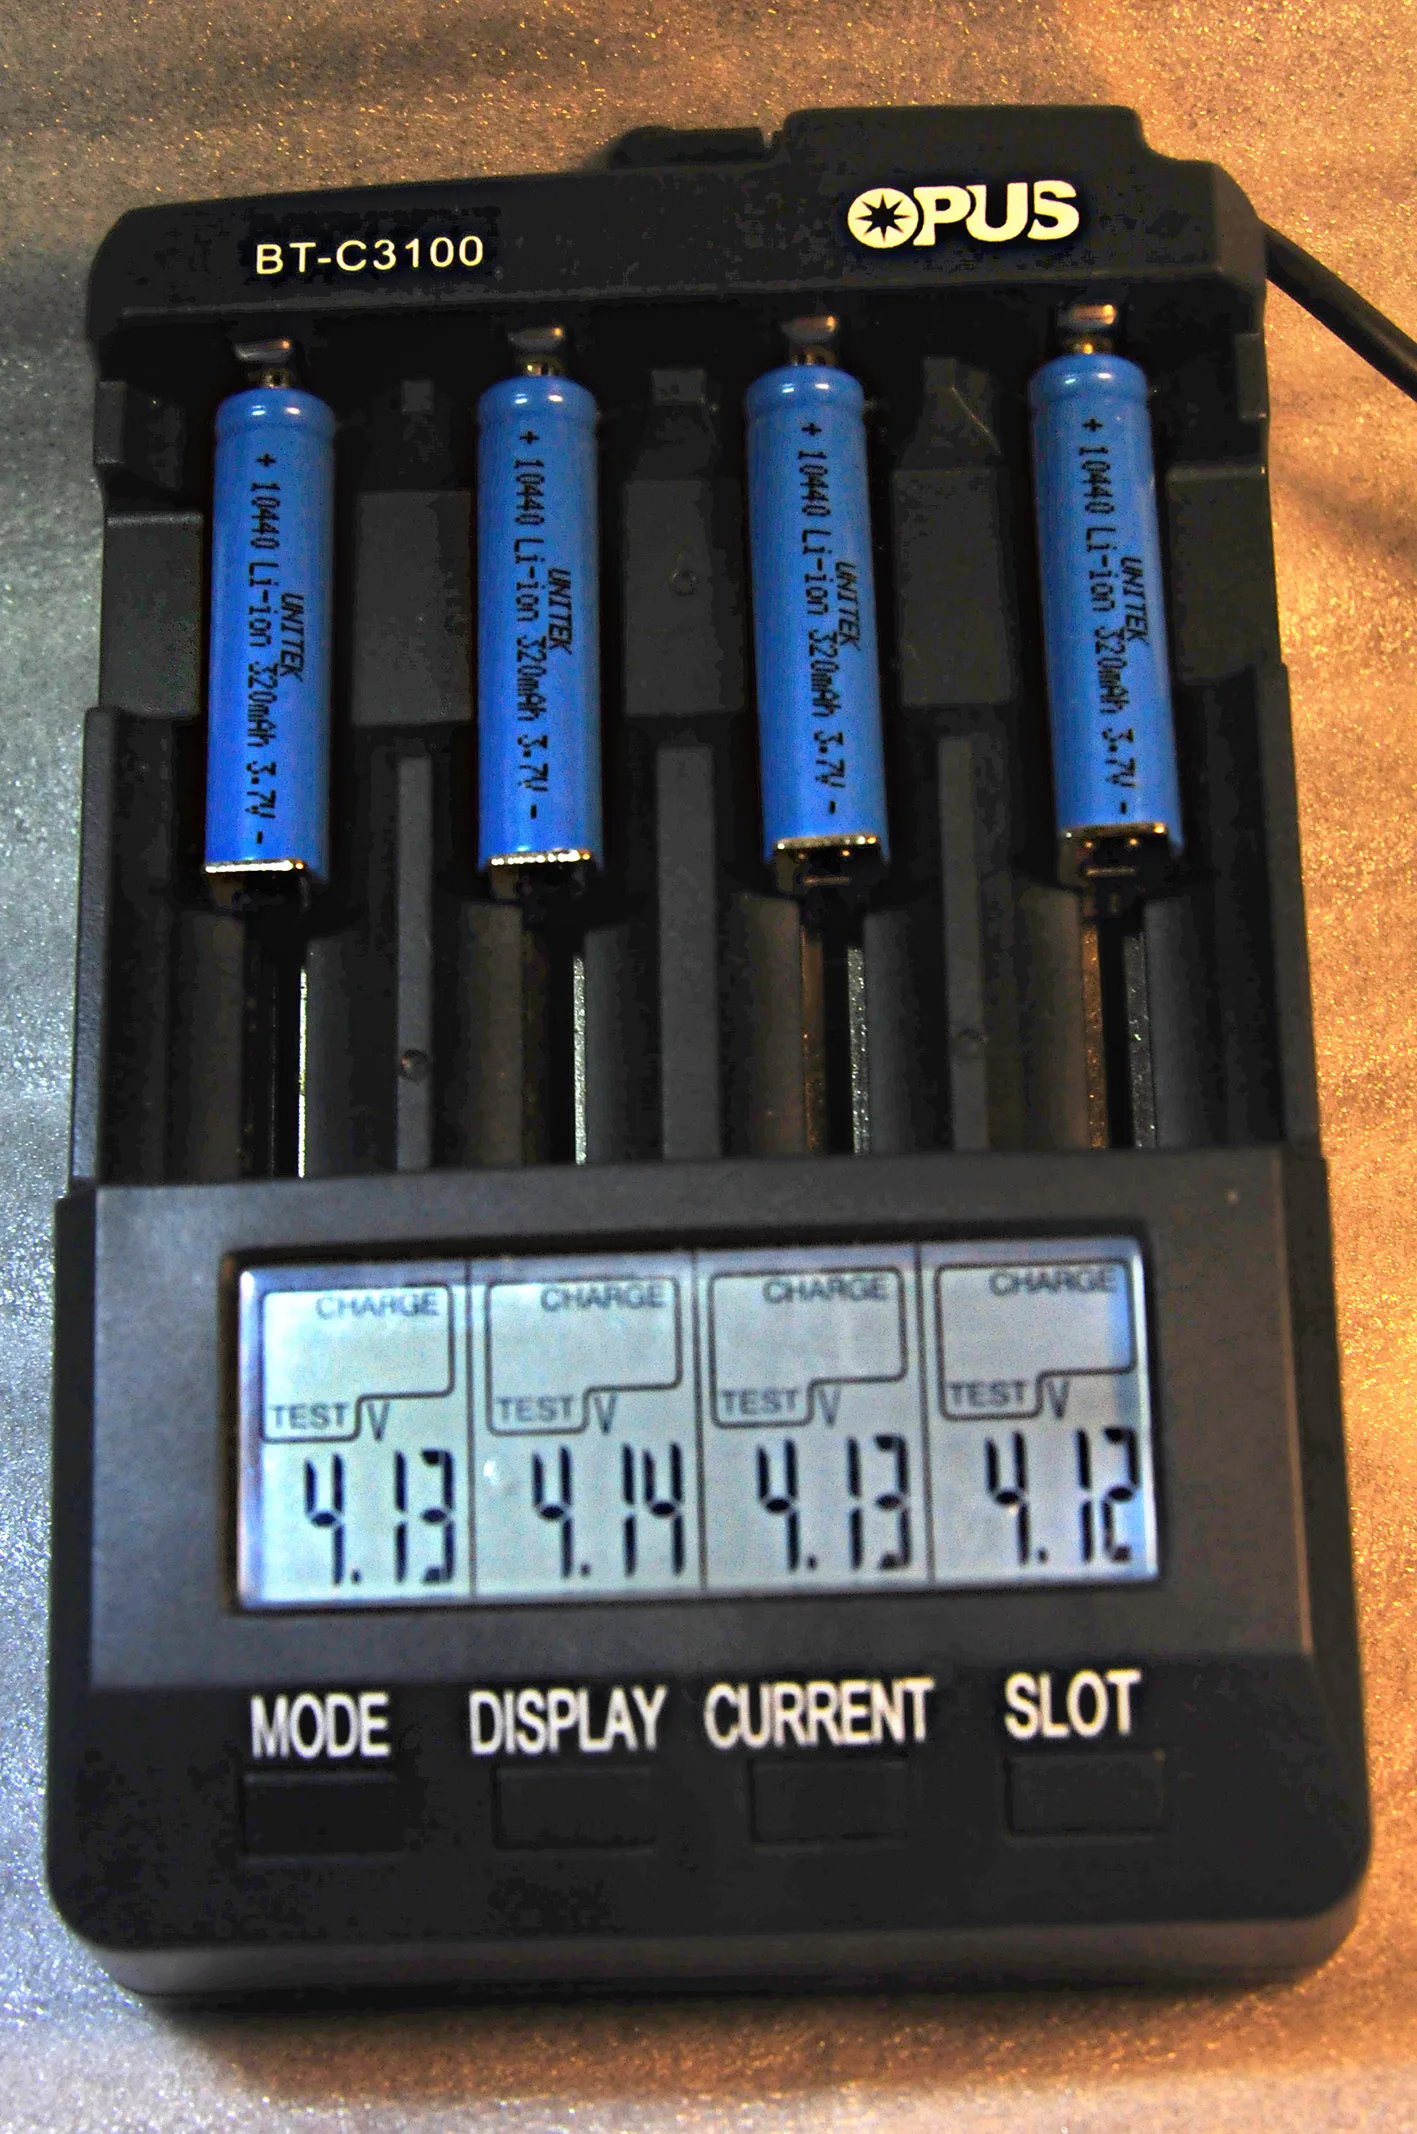 BT-C3100
OPUS
+ 10440 Li-ion 320mAh 3.7V -
UNITEK
+ 10440 Li-ion 320mAh 3.7V -
UNITEK
+ 10440 Li-ion 320mAh 3.7V -
UNITEK
+ 10440 Li-ion 320mAh 3.7V -
UNITEK
CHARGE CHARGE CHARGE CHARGE
TEST V TEST V TEST V TEST V
4.13 4.14 4.13 4.12
MODE DISPLAY CURRENT SLOT